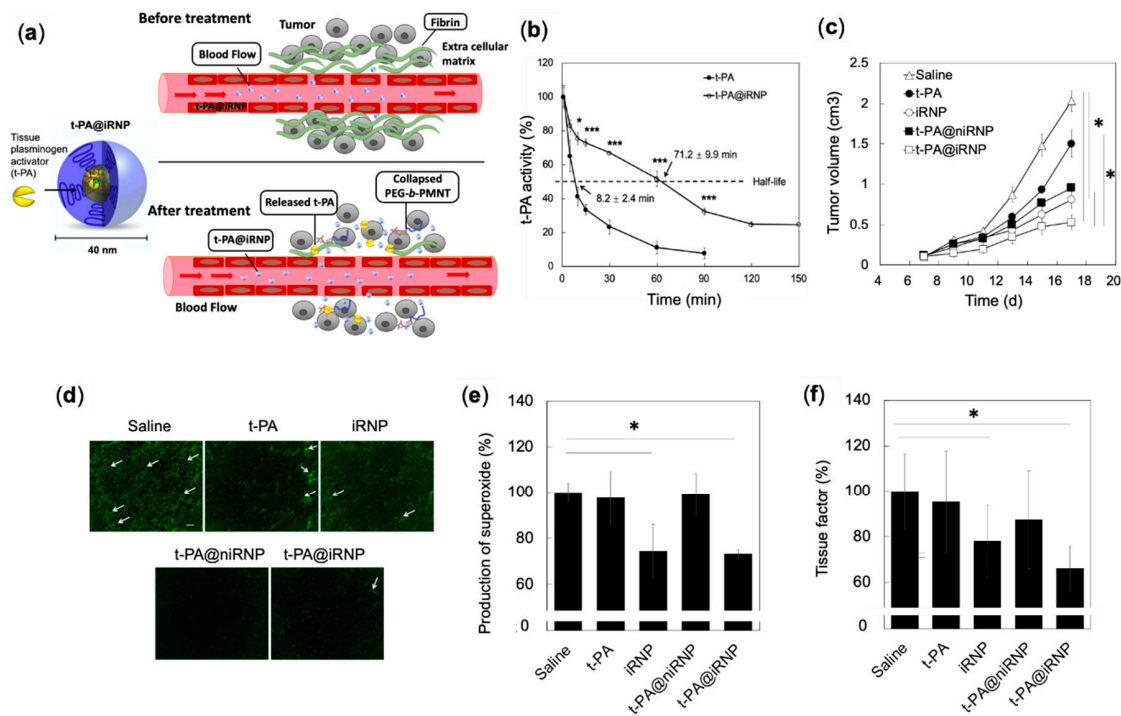 (a)
Before treatment
Tumor
Fibrin
Extra cellular
matrix
Blood Flow
t-PA@iRNP
t-PA@iRNP
Tissue
plasminogen
activator
(t-PA)
40 nm
After treatment
Released t-PA
Collapsed
PEG-b-PMNT
t-PA@iRNP
Blood Flow
(b)
t-PA activity (%)
120
100
80
60
40
20
0
t-PA
t-PA@iRNP
*
***
***
***
***
71.2 ± 9.9 min
8.2 ± 2.4 min
Half-life
0 30 60 90 120 150
Time (min)
(c)
Tumor volume (cm3)
2.5
2
1.5
1
0.5
0
Saline
t-PA
iRNP
t-PA@niRNP
t-PA@iRNP
*
*
*
4 6 8 10 12 14 16 18 20
Time (d)
(d)
Saline t-PA iRNP
t-PA@niRNP t-PA@iRNP
(e)
Production of superoxide (%)
140
120
100
80
60
0
*
Saline
t-PA
iRNP
t-PA@niRNP
t-PA@iRNP
(f)
Tissue factor (%)
140
120
100
80
60
0
*
Saline
t-PA
iRNP
t-PA@niRNP
t-PA@iRNP